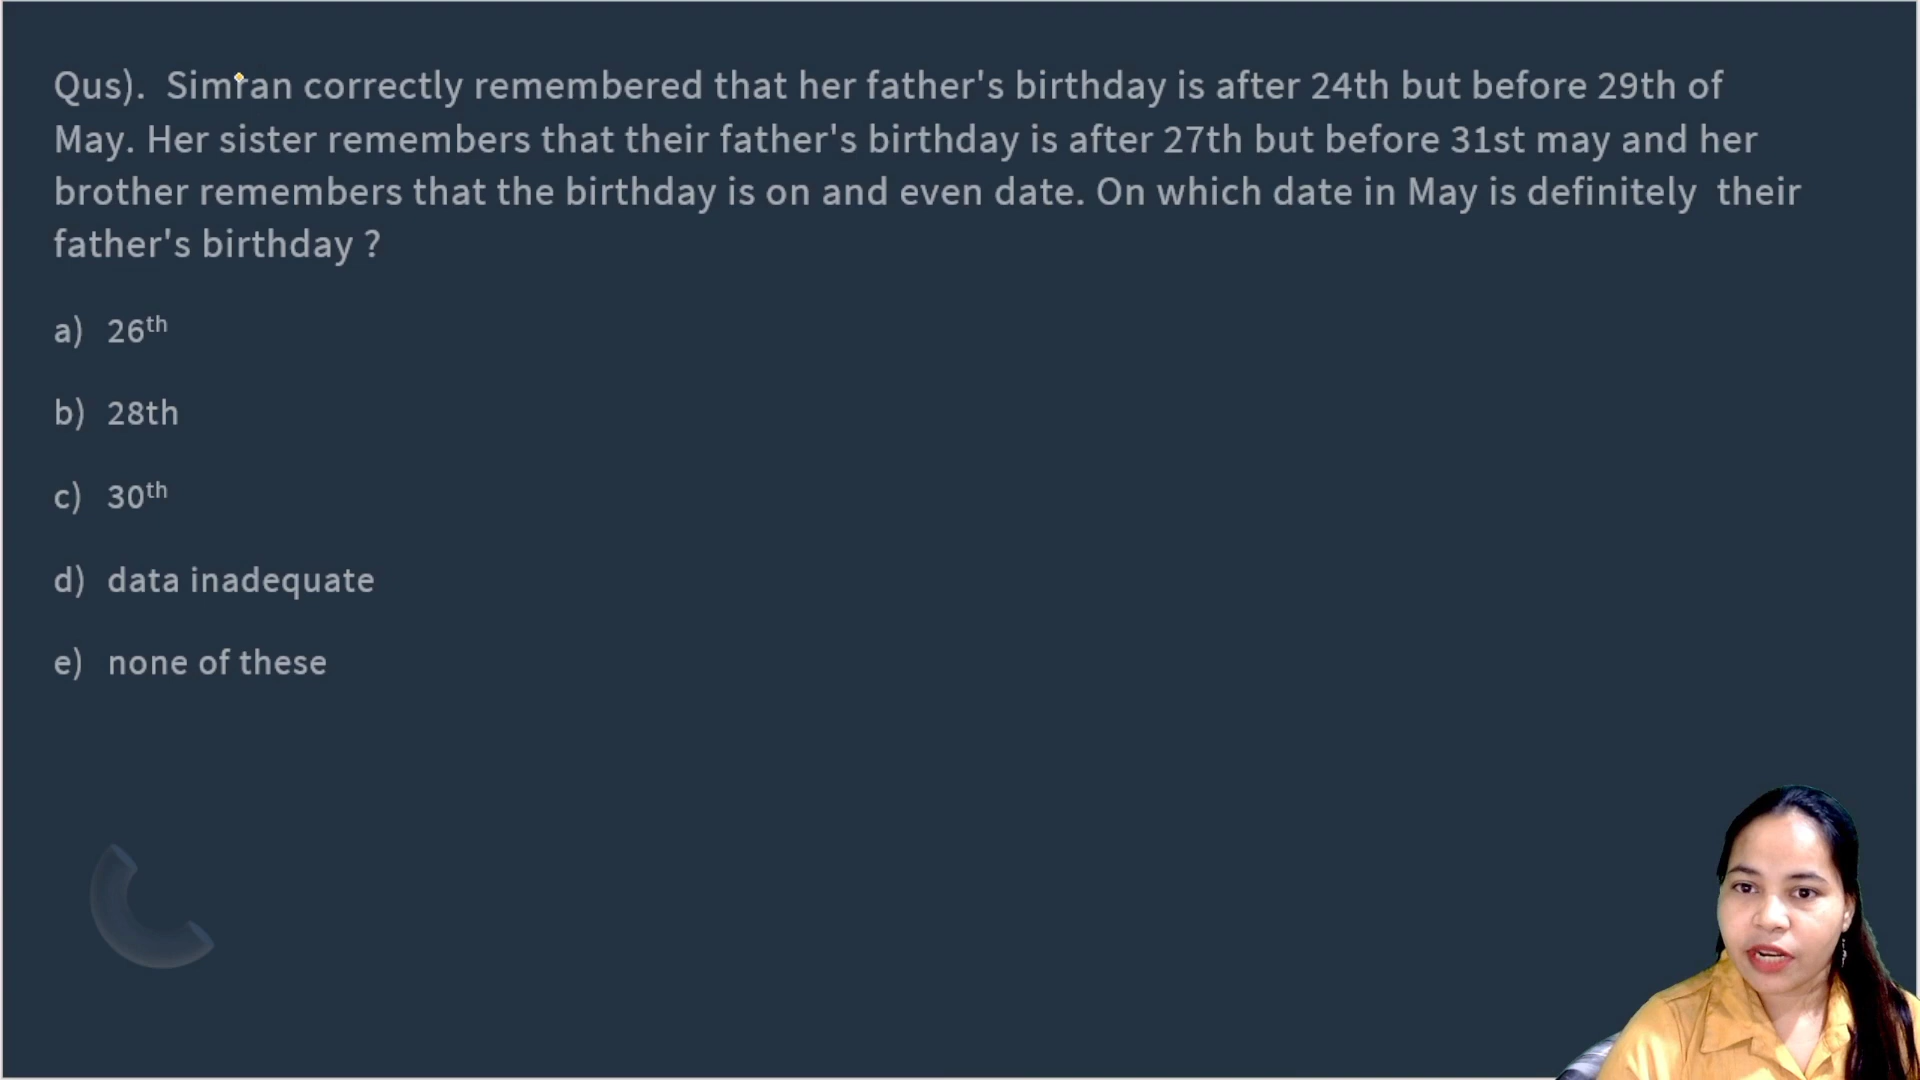 Qus). Simran correctly remembered that her father's birthday is after 24th but before 29th of
May. Her sister remembers that their father's birthday is after 27th but before 31st may and her
brother remembers that the birthday is on and even date. On which date in May is definitely their
father's birthday ?
a) 26th
b) 28th
c) 30th
d) data inadequate
e) none of these